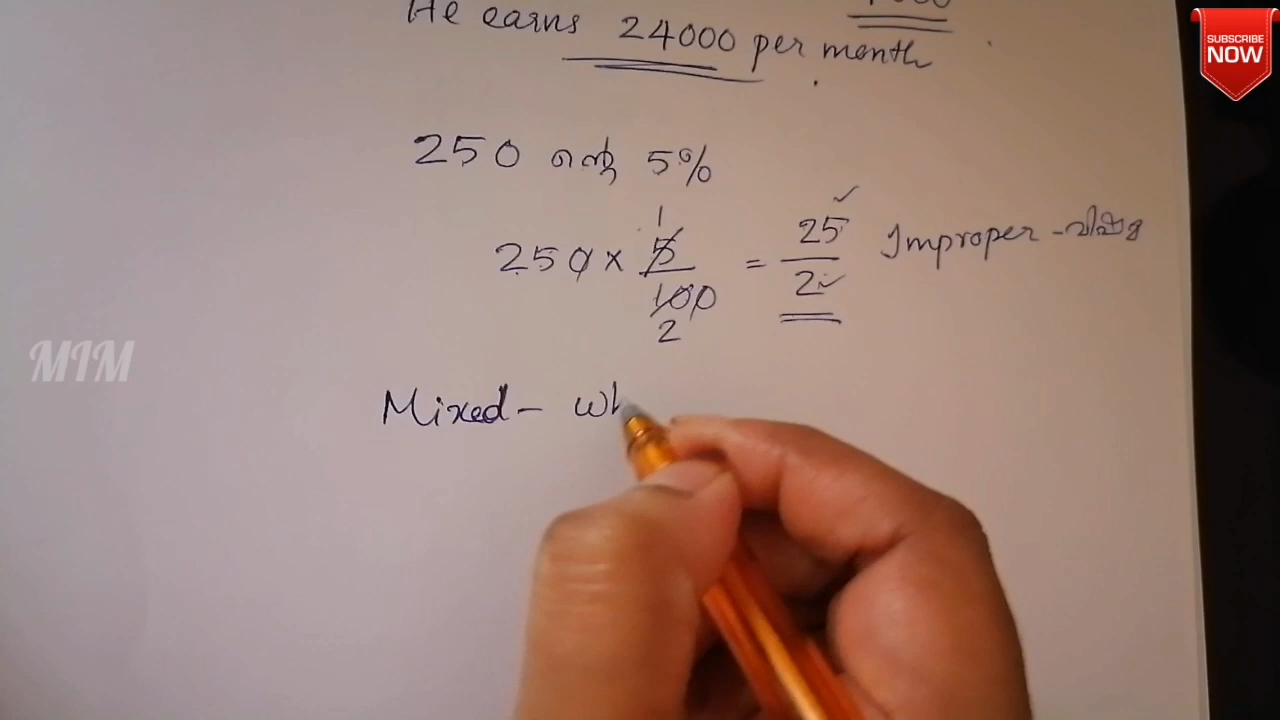 He earns 24000 per month
250 ന്റെ 5%
250 × 5/100 = 25/2 Improper - വിഷമ
1
2
Mixed - wh
MIM
SUBSCRIBE
NOW